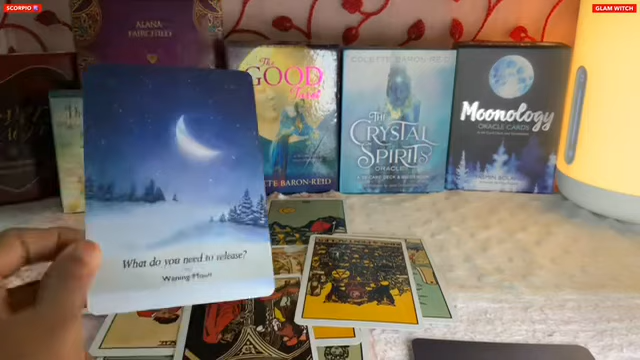 SCORPIO
GLAM WITCH
ALANA
FAIRCHILD
The
GOOD
Tarot
COLETTE BARON-REID
COLETTE BARON-REID
THE
CRYSTAL
SPIRITS
ORACLE
Moonology
ORACLE CARDS
What do you need to release?
Waning Moon